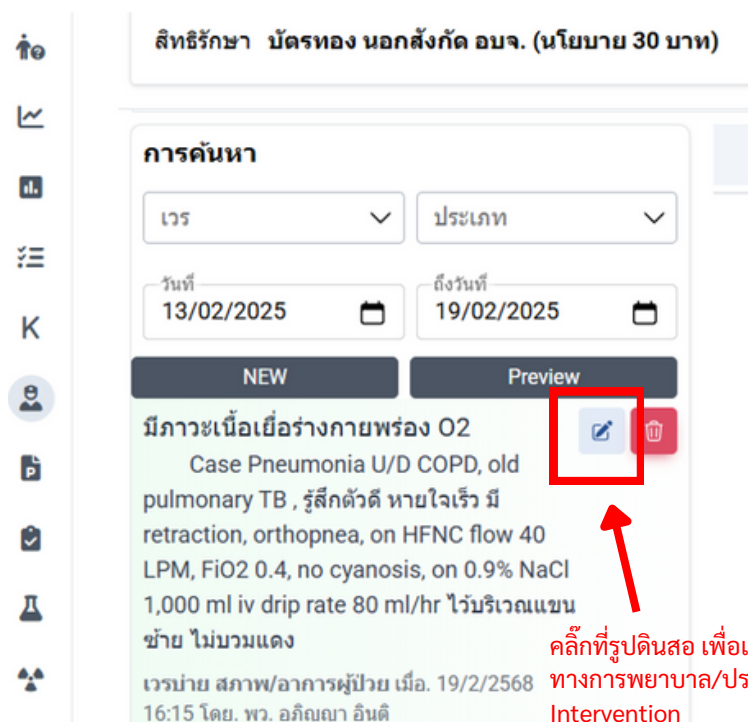 สิทธิรักษา บัตรทอง นอกสังกัด อบจ. (นโยบาย 30 บาท)
การค้นหา
เวร
ประเภท
วันที่
13/02/2025
ถึงวันที่
19/02/2025
K
NEW
Preview
มีภาวะเนื้อเยื่อร่างกายพร่อง O2
Case Pneumonia U/D COPD, old
pulmonary TB , รู้สึกตัวดี หายใจเร็ว มี
retraction, orthopnea, on HFNC flow 40
LPM, FiO2 0.4, no cyanosis, on 0.9% NaCl
1,000 ml iv drip rate 80 ml/hr ไว้บริเวณแขน
ซ้าย ไม่บวมแดง
เวรบ่าย สภาพ/อาการผู้ป่วย เมื่อ. 19/2/2568
16:15 โดย. พว. อภิญญา อินดิ
คลิ๊กที่รูปดินสอ เพื่อ
ทางการพยาบาล/ปร
Intervention